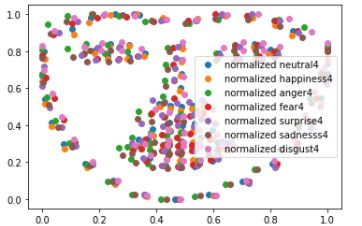 1.0
0.8
0.6
0.4
0.2
0.0
normalized neutral4
normalized happiness4
normalized anger4
normalized fear4
normalized surprise4
normalized sadnesss4
normalized disgust4
0.0 0.2 0.4 0.6 0.8 1.0